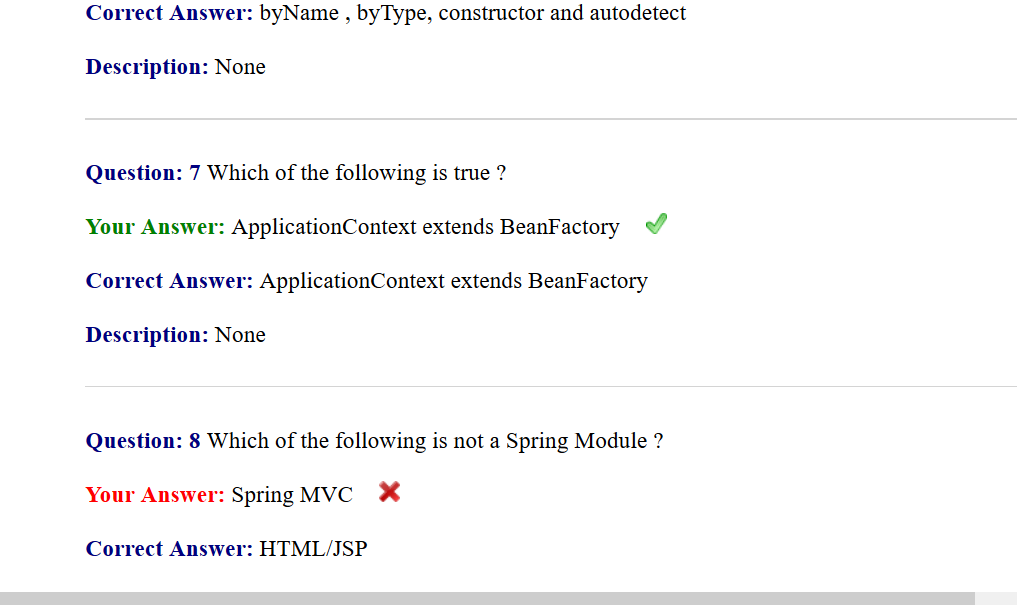 Correct Answer: byName , byType, constructor and autodetect
Description: None
Question: 7 Which of the following is true ?
Your Answer: ApplicationContext extends BeanFactory
Correct Answer: ApplicationContext extends BeanFactory
Description: None
Question: 8 Which of the following is not a Spring Module ?
Your Answer: Spring MVC
Correct Answer: HTML/JSP